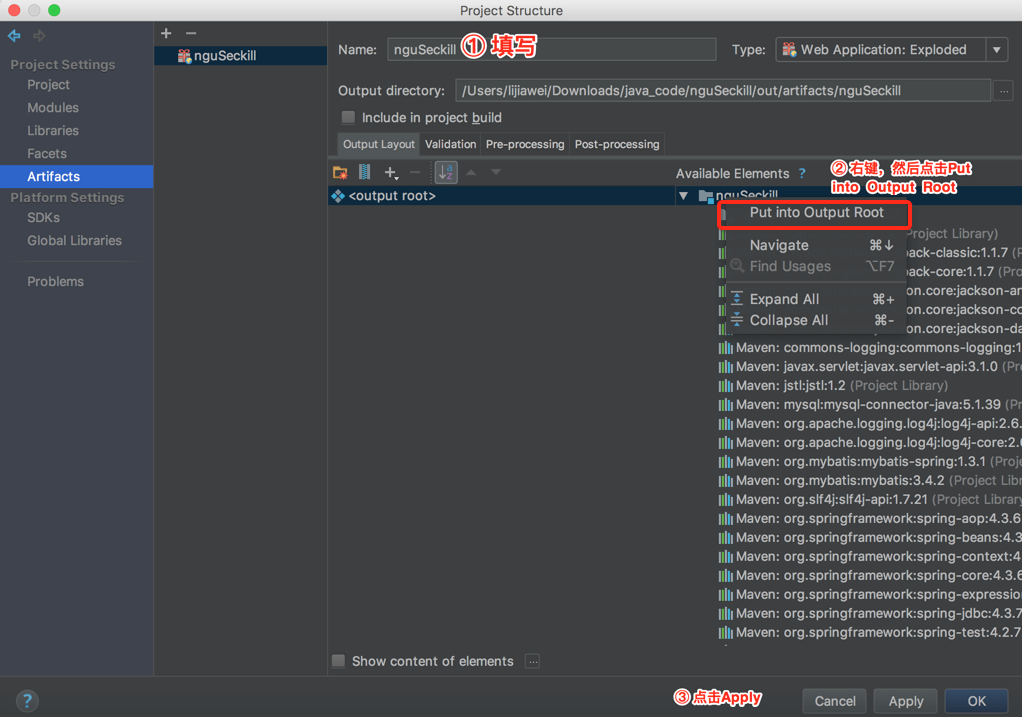 Project Structure
Project Settings
Project
Modules
Libraries
Facets
Artifacts
Platform Settings
SDKs
Global Libraries
Problems
nguSeckill
Name: nguSeckill ① 填写 Type: Web Application: Exploded
Output directory: /Users/lijiawei/Downloads/java_code/nguSeckill/out/artifacts/nguSeckill ...
Include in project build
Output Layout Validation Pre-processing Post-processing
Available Elements ?
② 右键，然后点击Put
into Output Root
<output root>
nguSeckill
Put into Output Root
Project Library)
Navigate ⌘↓
ack-classic:1.1.7 (P
Find Usages ⌥F7
ack-core:1.1.7 (Pro
on.core:jackson-an
Expand All ⌘+
on.core:jackson-co
Collapse All ⌘-
on.core:jackson-da
Maven: commons-logging:commons-logging:1
Maven: javax.servlet:javax.servlet-api:3.1.0 (Pr
Maven: jstl:jstl:1.2 (Project Library)
Maven: mysql:mysql-connector-java:5.1.39 (Pr
Maven: org.apache.logging.log4j:log4j-api:2.6.
Maven: org.apache.logging.log4j:log4j-core:2.6
Maven: org.mybatis:mybatis-spring:1.3.1 (Proje
Maven: org.mybatis:mybatis:3.4.2 (Project Libr
Maven: org.slf4j:slf4j-api:1.7.21 (Project Library
Maven: org.springframework:spring-aop:4.3.6
Maven: org.springframework:spring-beans:4.3
Maven: org.springframework:spring-context:4
Maven: org.springframework:spring-core:4.3.6
Maven: org.springframework:spring-expression
Maven: org.springframework:spring-jdbc:4.3.7
Maven: org.springframework:spring-test:4.2.7
Show content of elements ...
③ 点击Apply
? Cancel Apply OK